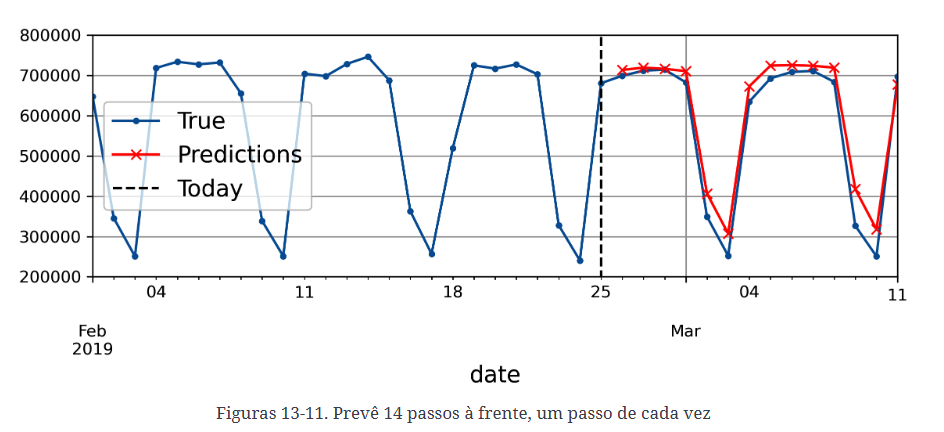 800000
700000
600000
500000
400000
300000
200000
True
Predictions
Today
04 11 18 25 04 11
Feb Mar
2019
date
Figuras 13-11. Prevê 14 passos à frente, um passo de cada vez